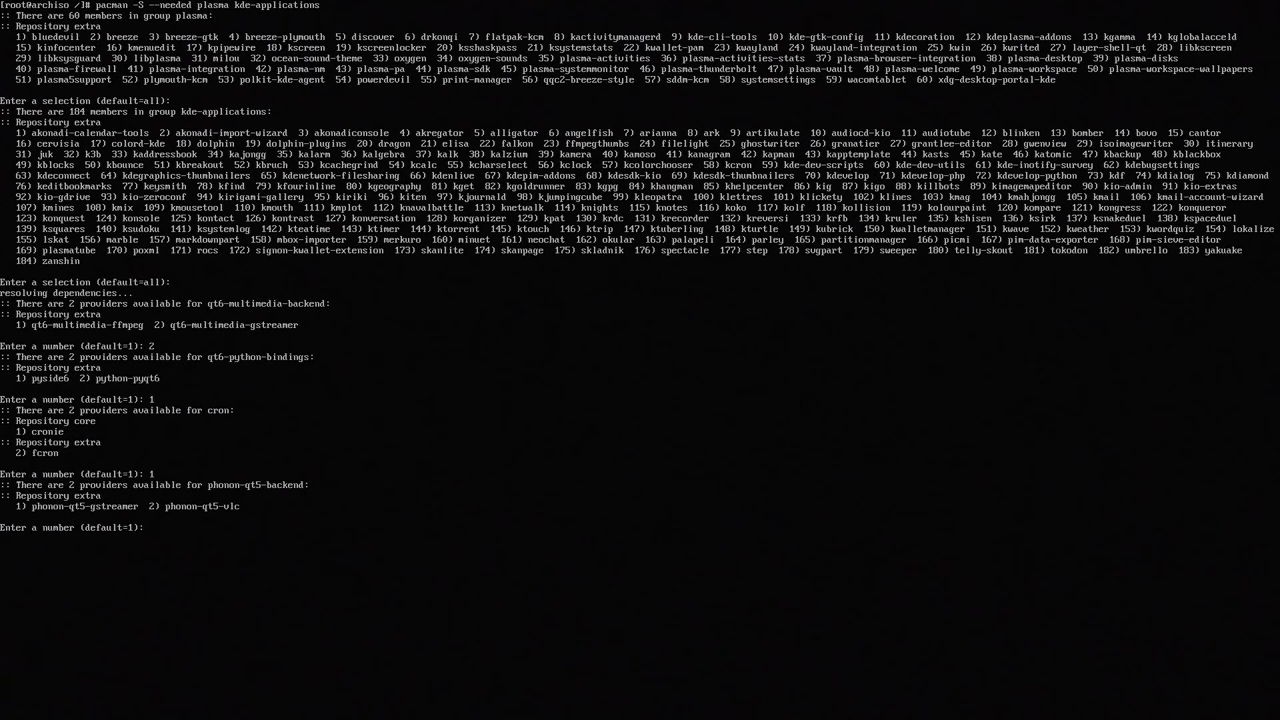 [root@archiso /]# pacman -S --needed plasma kde-applications
:: There are 60 members in group plasma:
:: Repository extra
   1) bluedevil  2) breeze  3) breeze-gtk  4) breeze-plymouth  5) discover  6) drkonqi  7) flatpak-kcm  8) kactivitymanagerd  9) kde-cli-tools  10) kde-gtk-config  11) kdecoration  12) kdeplasma-addons  13) kgamma  14) kglobalacceld
   15) kinfocenter  16) kmenuedit  17) kpipewire  18) kscreen  19) kscreenlocker  20) ksshaskpass  21) ksystemstats  22) kwallet-pam  23) kwayland  24) kwayland-integration  25) kwin  26) kwrited  27) layer-shell-qt  28) libkscreen
   29) libksysguard  30) libplasma  31) milou  32) ocean-sound-theme  33) oxygen  34) oxygen-sounds  35) plasma-activities  36) plasma-activities-stats  37) plasma-browser-integration  38) plasma-desktop  39) plasma-disks
   40) plasma-firewall  41) plasma-integration  42) plasma-nm  43) plasma-pa  44) plasma-sdk  45) plasma-systemmonitor  46) plasma-thunderbolt  47) plasma-vault  48) plasma-welcome  49) plasma-workspace  50) plasma-workspace-wallpapers
   51) plasma5support  52) plymouth-kcm  53) polkit-kde-agent  54) powerdevil  55) print-manager  56) qqc2-breeze-style  57) sddm-kcm  58) systemsettings  59) wacomtablet  60) xdg-desktop-portal-kde

Enter a selection (default=all):
:: There are 184 members in group kde-applications:
:: Repository extra
   1) akonadi-calendar-tools  2) akonadi-import-wizard  3) akonadiconsole  4) akregator  5) alligator  6) angelfish  7) arianna  8) ark  9) artikulate  10) audiocd-kio  11) audiotube  12) blinken  13) bomber  14) bovo  15) cantor
   16) cervisia  17) colord-kde  18) dolphin  19) dolphin-plugins  20) dragon  21) elisa  22) falkon  23) ffmpegthumbs  24) filelight  25) ghostwriter  26) granatier  27) grantlee-editor  28) gwenview  29) isoimagewriter  30) itinerary
   31) juk  32) k3b  33) kaddressbook  34) kajongg  35) kalarm  36) kalgebra  37) kalk  38) kalzium  39) kamera  40) kamoso  41) kanagram  42) kapman  43) kapptemplate  44) kasts  45) kate  46) katomic  47) kbackup  48) kblackbox
   49) kblocks  50) kbounce  51) kbreakout  52) kbruch  53) kcachegrind  54) kcalc  55) kcharselect  56) kclock  57) kcolorchooser  58) kcron  59) kde-dev-scripts  60) kde-dev-utils  61) kde-inotify-survey  62) kdebugsettings
   63) kdeconnect  64) kdegraphics-thumbnailers  65) kdenetwork-filesharing  66) kdenlive  67) kdepim-addons  68) kdesdk-kio  69) kdesdk-thumbnailers  70) kdevelop  71) kdevelop-php  72) kdevelop-python  73) kdf  74) kdialog  75) kdiamond
   76) keditbookmarks  77) keysmith  78) kfind  79) kfourinline  80) kgeography  81) kget  82) kgoldrunner  83) kgpg  84) khangman  85) khelpcenter  86) kig  87) kigo  88) killbots  89) kimagemapeditor  90) kio-admin  91) kio-extras
   92) kio-gdrive  93) kio-zeroconf  94) kirigami-gallery  95) kiriki  96) kiten  97) kjournald  98) kjumpingcube  99) kleopatra  100) klettres  101) klickety  102) klines  103) kmag  104) kmahjongg  105) kmail  106) kmail-account-wizard
   107) kmines  108) kmix  109) kmousetool  110) kmouth  111) kmplot  112) knavalbattle  113) knetwalk  114) knights  115) knotes  116) koko  117) kolf  118) kollision  119) kolourpaint  120) kompare  121) kongress  122) konqueror
   123) konquest  124) konsole  125) kontact  126) kontrast  127) konversation  128) korganizer  129) kpat  130) krdc  131) krecorder  132) kreversi  133) krfb  134) kruler  135) kshisen  136) ksirk  137) ksnakeduel  138) kspaceduel
   139) ksquares  140) ksudoku  141) ksystemlog  142) kteatime  143) ktimer  144) ktorrent  145) ktouch  146) ktrip  147) ktuberling  148) kturtle  149) kubrick  150) kwalletmanager  151) kwave  152) kweather  153) kwordquiz  154) lokalize
   155) lskat  156) marble  157) markdownpart  158) mbox-importer  159) merkuro  160) minuet  161) neochat  162) okular  163) palapeli  164) parley  165) partitionmanager  166) picmi  167) pim-data-exporter  168) pim-sieve-editor
   169) plasmatube  170) poxml  171) rocs  172) signon-kwallet-extension  173) skanlite  174) skanpage  175) skladnik  176) spectacle  177) step  178) svgpart  179) sweeper  180) telly-skout  181) tokodon  182) umbrello  183) yakuake
   184) zanshin

Enter a selection (default=all):
resolving dependencies...
:: There are 2 providers available for qt6-multimedia-backend:
:: Repository extra
   1) qt6-multimedia-ffmpeg  2) qt6-multimedia-gstreamer

Enter a number (default=1): 2
:: There are 2 providers available for qt6-python-bindings:
:: Repository extra
   1) pyside6  2) python-pyqt6

Enter a number (default=1): 1
:: There are 2 providers available for cron:
:: Repository core
   1) cronie
:: Repository extra
   2) fcron

Enter a number (default=1): 1
:: There are 2 providers available for phonon-qt5-backend:
:: Repository extra
   1) phonon-qt5-gstreamer  2) phonon-qt5-vlc

Enter a number (default=1):